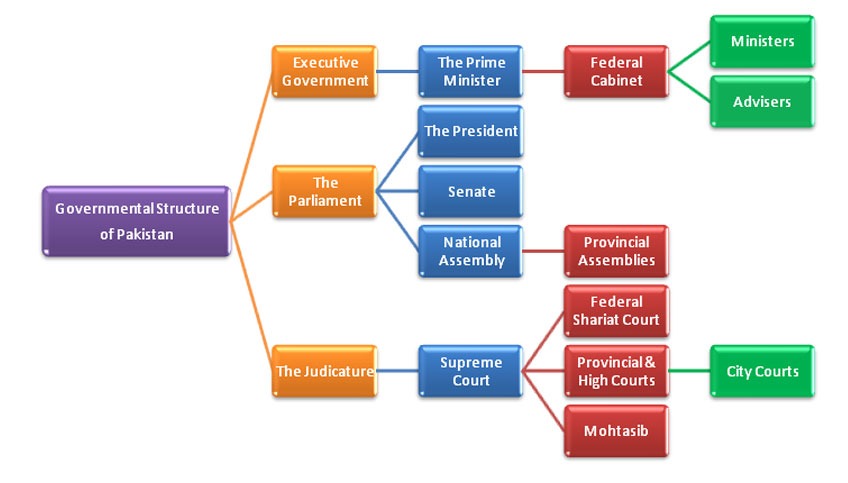 Governmental Structure
of Pakistan
Executive
Government
The Prime
Minister
Federal
Cabinet
Ministers
Advisers
The
Parliament
The President
Senate
National
Assembly
Provincial
Assemblies
The Judicature
Supreme
Court
Federal
Shariat Court
Provincial &
High Courts
City Courts
Mohtasib